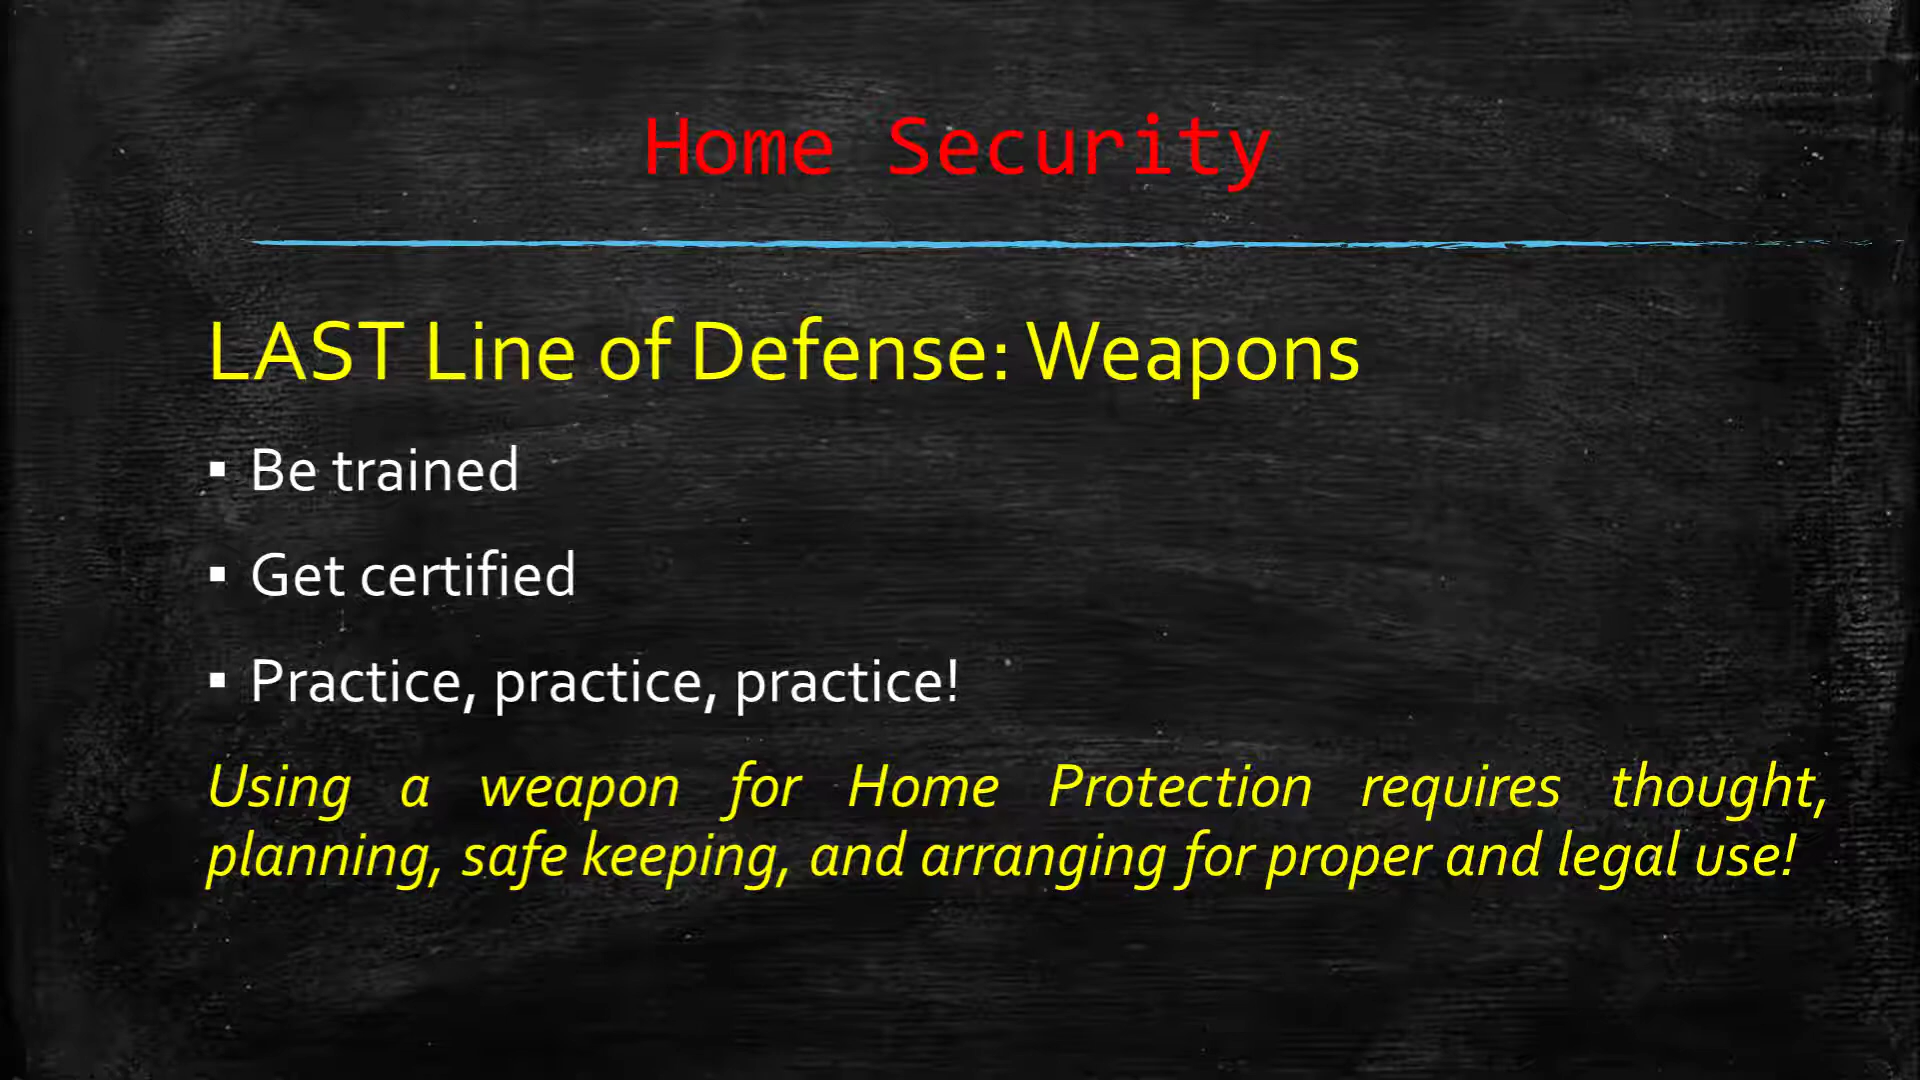 Home Security
LAST Line of Defense: Weapons
▪ Be trained
▪ Get certified
▪ Practice, practice, practice!
Using a weapon for Home Protection requires thought,
planning, safe keeping, and arranging for proper and legal use!